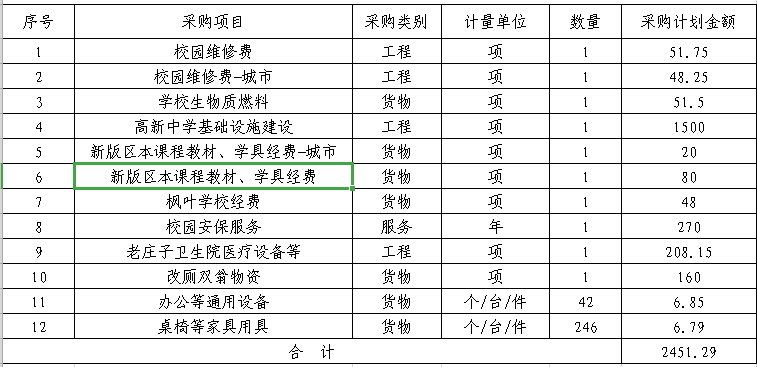 序号 采购项目 采购类别 计量单位 数量 采购计划金额
1 校园维修费 工程 项 1 51.75
2 校园维修费-城市 工程 项 1 48.25
3 学校生物质燃料 货物 项 1 51.5
4 高新中学基础设施建设 工程 项 1 1500
5 新版区本课程教材、学具经费-城市 货物 项 1 20
6 新版区本课程教材、学具经费 货物 项 1 80
7 枫叶学校经费 货物 项 1 48
8 校园安保服务 服务 年 1 270
9 老庄子卫生院医疗设备等 工程 项 1 208.15
10 改厕双翁物资 货物 项 1 160
11 办公等通用设备 货物 个/台/件 42 6.85
12 桌椅等家具用具 货物 个/台/件 246 6.79
合 计 2451.29